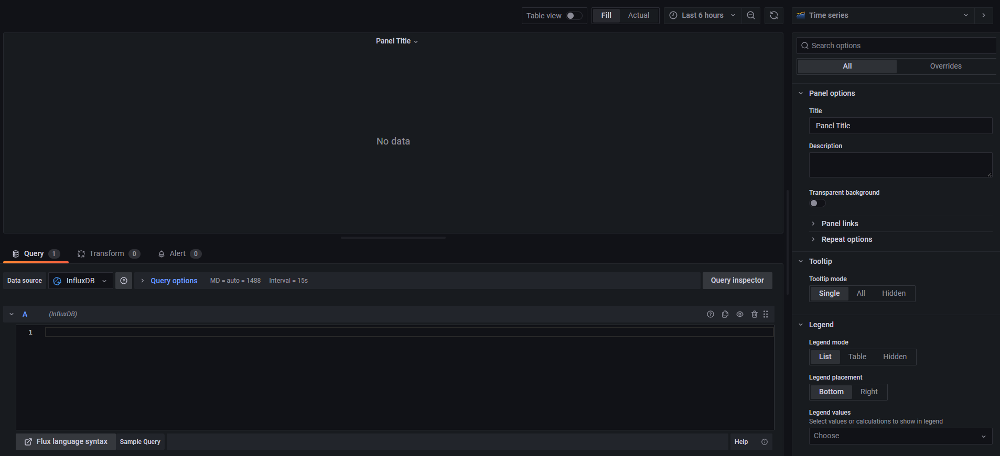 Table view
Fill Actual
Last 6 hours
Time series
Panel Title
No data
Search options
All Overrides
Panel options
Title
Panel Title
Description
Transparent background
Panel links
Repeat options
Tooltip
Tooltip mode
Single All Hidden
Legend
Legend mode
List Table Hidden
Legend placement
Bottom Right
Legend values
Select values or calculations to show in legend
Choose
Query 1 Transform 0 Alert 0
Data source InfluxDB Query options MD = auto = 1488 Interval = 15s Query inspector
A (InfluxDB)
1
Flux language syntax Sample Query Help